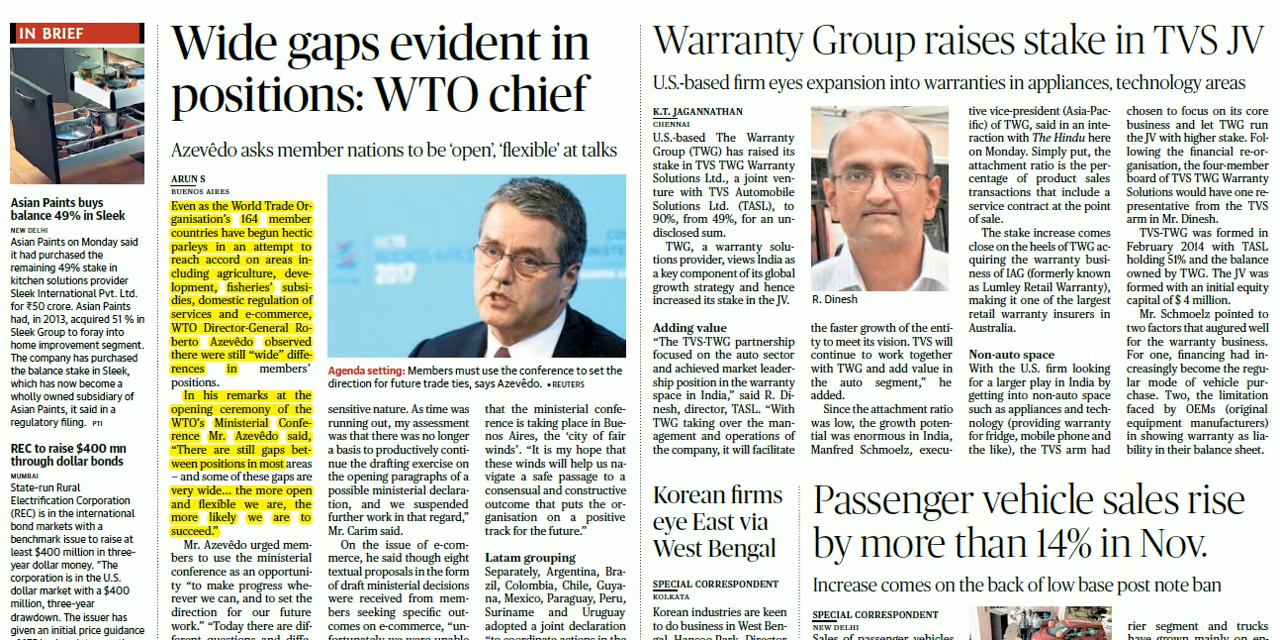 IN BRIEF
Asian Paints buys
balance 49% in Sleek
NEW DELHI
Asian Paints on Monday said
it had purchased the
remaining 49% stake in
kitchen solutions provider
Sleek International Pvt. Ltd.
for ₹50 crore. Asian Paints
had, in 2013, acquired 51 % in
Sleek Group to foray into
home improvement segment.
The company has purchased
the balance stake in Sleek,
which has now become a
wholly owned subsidiary of
Asian Paints, it said in a
regulatory filing. PTI
REC to raise $400 mn
through dollar bonds
MUMBAI
State-run Rural
Electrification Corporation
(REC) is in the international
bond markets with a
benchmark issue to raise at
least $400 million in three-
year dollar money. "The
corporation is in the U.S.
dollar market with a $400
million, three-year
drawdown. The issuer has
given an initial price guidance
Wide gaps evident in
positions: WTO chief
Azevêdo asks member nations to be ‘open’, ‘flexible’ at talks
ARUN S
BUENOS AIRES
Even as the World Trade Or-
ganisation’s 164 member
countries have begun hectic
parleys in an attempt to
reach accord on areas in-
cluding agriculture, deve-
lopment, fisheries’ subsi-
dies, domestic regulation of
services and e-commerce,
WTO Director-General Ro-
berto Azevêdo observed
there were still “wide” diffe-
rences in members’
positions.
In his remarks at the
opening ceremony of the
WTO’s Ministerial Confe-
rence Mr. Azevêdo said,
“There are still gaps bet-
ween positions in most areas
– and some of these gaps are
very wide... the more open
and flexible we are, the
more likely we are to
succeed.”
Mr. Azevêdo urged mem-
bers to use the ministerial
conference as an opportuni-
ty “to make progress whe-
rever we can, and to set the
direction for our future
work.” “Today there are dif-
ferent questions and diffe-
2017
Agenda setting: Members must use the conference to set the
direction for future trade ties, says Azevêdo. • REUTERS
sensitive nature. As time was
running out, my assessment
was that there was no longer
a basis to productively conti-
nue the drafting exercise on
the opening paragraphs of a
possible ministerial declara-
tion, and we suspended
further work in that regard,”
Mr. Carim said.
On the issue of e-com-
merce, he said though eight
textual proposals in the form
of draft ministerial decisions
were received from mem-
bers seeking specific out-
comes on e-commerce, “un-
fortunately we were unable
that the ministerial confe-
rence is taking place in Bue-
nos Aires, the ‘city of fair
winds’. “It is my hope that
these winds will help us na-
vigate a safe passage to a
consensual and constructive
outcome that puts the or-
ganisation on a positive
track for the future.”
Latam grouping
Separately, Argentina, Bra-
zil, Colombia, Chile, Guya-
na, Mexico, Paraguay, Peru,
Suriname and Uruguay
adopted a joint declaration
“to coordinate actions in the
Warranty Group raises stake in TVS JV
U.S.-based firm eyes expansion into warranties in appliances, technology areas
K.T. JAGANNATHAN
CHENNAI
U.S.-based The Warranty
Group (TWG) has raised its
stake in TVS TWG Warranty
Solutions Ltd., a joint ven-
ture with TVS Automobile
Solutions Ltd. (TASL), to
90%, from 49%, for an un-
disclosed sum.
TWG, a warranty solu-
tions provider, views India as
a key component of its global
growth strategy and hence
increased its stake in the JV.
Adding value
“The TVS-TWG partnership
focused on the auto sector
and achieved market leader-
ship position in the warranty
space in India,” said R. Di-
nesh, director, TASL. “With
TWG taking over the man-
agement and operations of
the company, it will facilitate
R. Dinesh
the faster growth of the enti-
ty to meet its vision. TVS will
continue to work together
with TWG and add value in
the auto segment,” he
added.
Since the attachment ratio
was low, the growth poten-
tial was enormous in India,
Manfred Schmoelz, execu-
tive vice-president (Asia-Pac-
ific) of TWG, said in an inte-
raction with The Hindu here
on Monday. Simply put, the
attachment ratio is the per-
centage of product sales
transactions that include a
service contract at the point
of sale.
The stake increase comes
close on the heels of TWG ac-
quiring the warranty busi-
ness of IAG (formerly known
as Lumley Retail Warranty),
making it one of the largest
retail warranty insurers in
Australia.
Non-auto space
With the U.S. firm looking
for a larger play in India by
getting into non-auto space
such as appliances and tech-
nology (providing warranty
for fridge, mobile phone and
the like), the TVS arm had
chosen to focus on its core
business and let TWG run
the JV with higher stake. Fol-
lowing the financial re-or-
ganisation, the four-member
board of TVS TWG Warranty
Solutions would have one re-
presentative from the TVS
arm in Mr. Dinesh.
TVS-TWG was formed in
February 2014 with TASL
holding 51% and the balance
owned by TWG. The JV was
formed with an initial equity
capital of $ 4 million.
Mr. Schmoelz pointed to
two factors that augured well
for the warranty business.
For one, financing had in-
creasingly become the regu-
lar mode of vehicle pur-
chase. Two, the limitation
faced by OEMs (original
equipment manufacturers)
in showing warranty as lia-
bility in their balance sheet.
Korean firms
eye East via
West Bengal
SPECIAL CORRESPONDENT
KOLKATA
Korean industries are keen
to do business in West Ben-
gal, Hansoo Park, Director
Passenger vehicle sales rise
by more than 14% in Nov.
Increase comes on the back of low base post note ban
SPECIAL CORRESPONDENT
NEW DELHI
Sales of passenger vehicles
rier segment and trucks
have grown mainly on en-